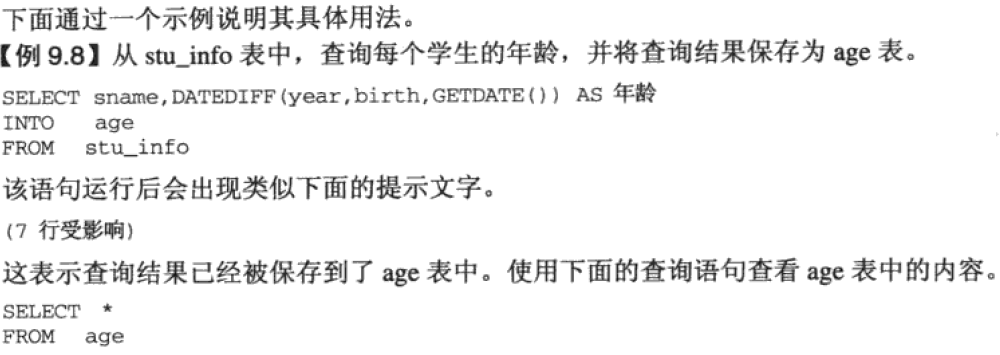 下面通过一个示例说明其具体用法。
【例 9.8】从 stu_info 表中，查询每个学生的年龄，并将查询结果保存为 age 表。
SELECT sname,DATEDIFF(year,birth,GETDATE()) AS 年龄
INTO age
FROM stu_info
该语句运行后会出现类似下面的提示文字。
(7 行受影响)
这表示查询结果已经被保存到了 age 表中。使用下面的查询语句查看 age 表中的内容。
SELECT *
FROM age